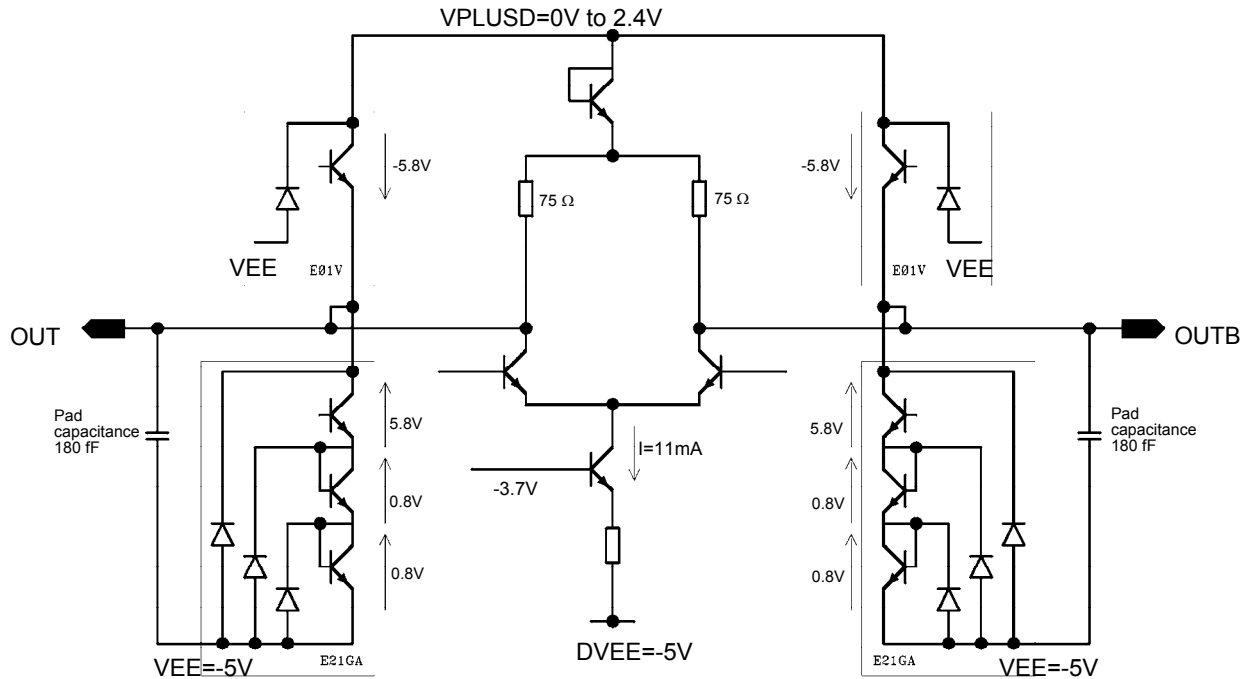 VPLUSD=0V to 2.4V
-5.8V
-5.8V
75 Ω
75 Ω
VEE
E01V
E01V
VEE
OUT
OUTB
Pad
capacitance
180 fF
5.8V
I=11mA
5.8V
Pad
capacitance
180 fF
0.8V
-3.7V
0.8V
0.8V
0.8V
VEE=-5V
E21GA
DVEE=-5V
E21GA
VEE=-5V